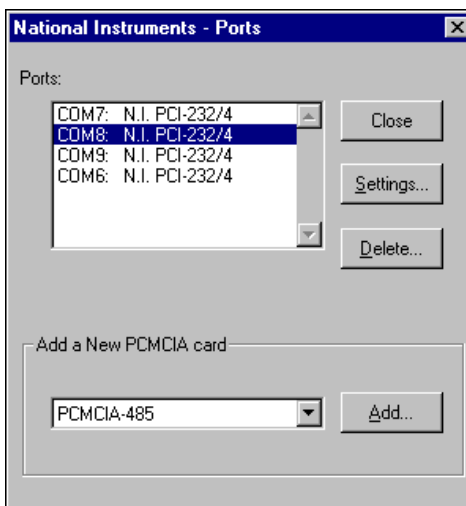 National Instruments - Ports
Ports:
COM7: N.I. PCI-232/4
COM8: N.I. PCI-232/4
COM9: N.I. PCI-232/4
COM6: N.I. PCI-232/4
Close
Settings...
Delete...
Add a New PCMCIA card
PCMCIA-485
Add...